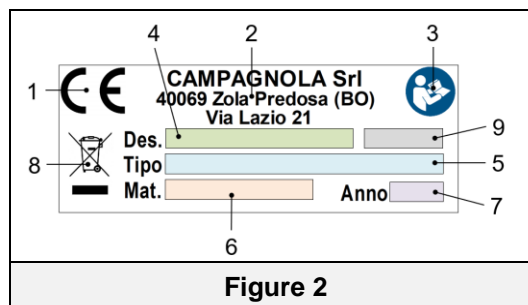 4 2 3
1 CE CAMPAGNOLA Srl
40069 Zola Predosa (BO)
Via Lazio 21
Des. 9
8 Tipo 5
Mat. Anno 7
6
Figure 2